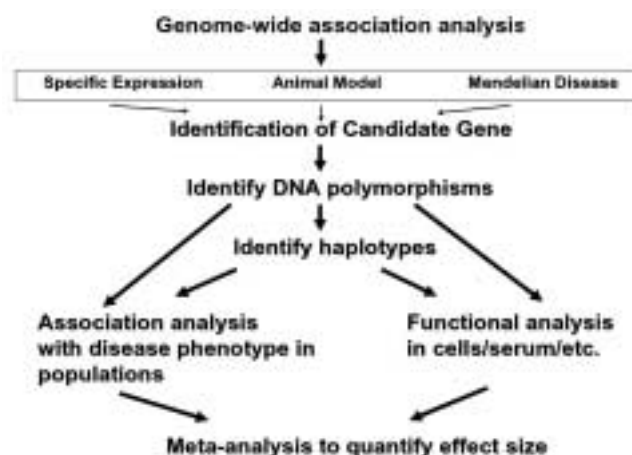 Genome-wide association analysis
Specific Expression Animal Model Mendelian Disease
Identification of Candidate Gene
Identify DNA polymorphisms
Identify haplotypes
Association analysis
with disease phenotype in
populations
Functional analysis
in cells/serum/etc.
Meta-analysis to quantify effect size